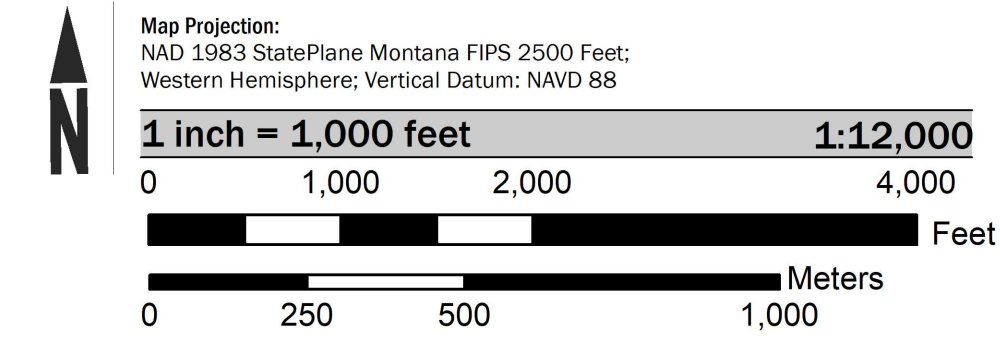 N
Map Projection:
NAD 1983 StatePlane Montana FIPS 2500 Feet;
Western Hemisphere; Vertical Datum: NAVD 88
1 inch = 1,000 feet 1:12,000
0 1,000 2,000 4,000
Feet
Meters
0 250 500 1,000